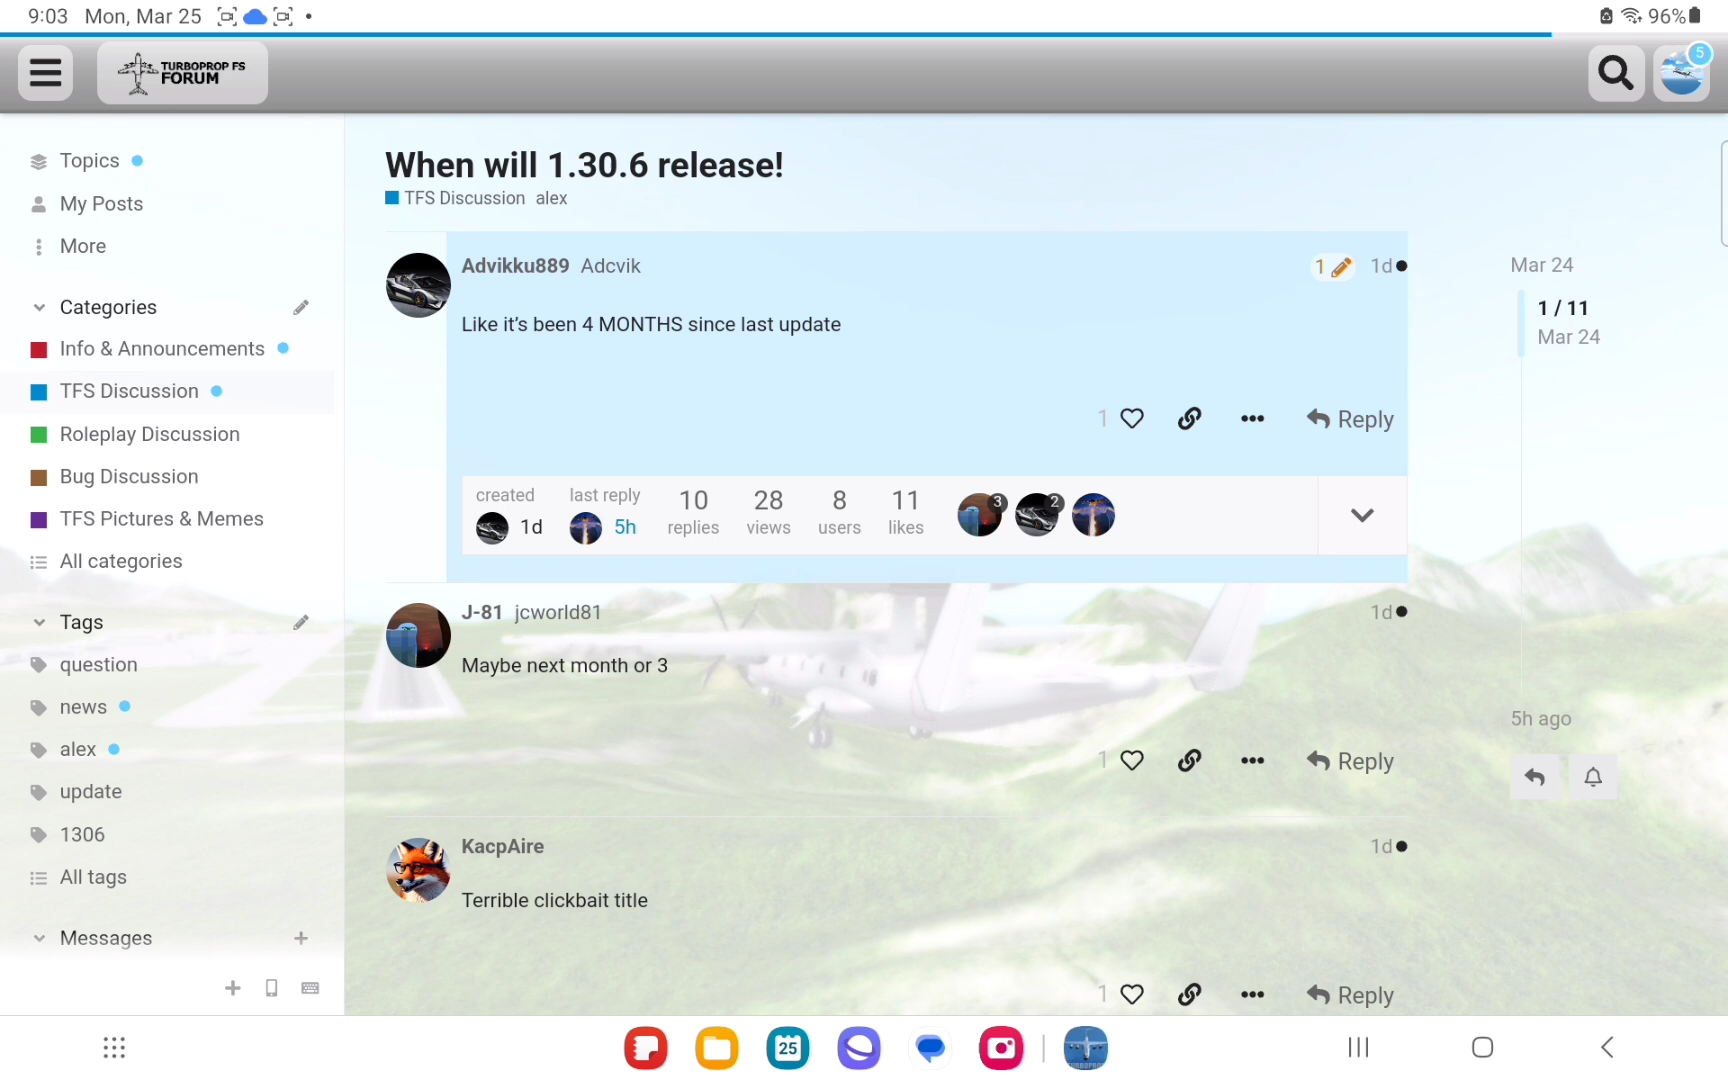 9:03 Mon, Mar 25
96%
TURBOPROP FS
FORUM
5
Topics
My Posts
More
Categories
Info & Announcements
TFS Discussion
Roleplay Discussion
Bug Discussion
TFS Pictures & Memes
All categories
Tags
question
news
alex
update
1306
All tags
Messages
When will 1.30.6 release!
TFS Discussion alex
Advikku889 Adcvik
1
1d
Like it’s been 4 MONTHS since last update
1
Reply
created
1d
last reply
5h
10
replies
28
views
8
users
11
likes
3
2
J-81 jcworld81
1d
Maybe next month or 3
1
Reply
KacpAire
1d
Terrible clickbait title
1
Reply
Mar 24
1 / 11
Mar 24
5h ago
25